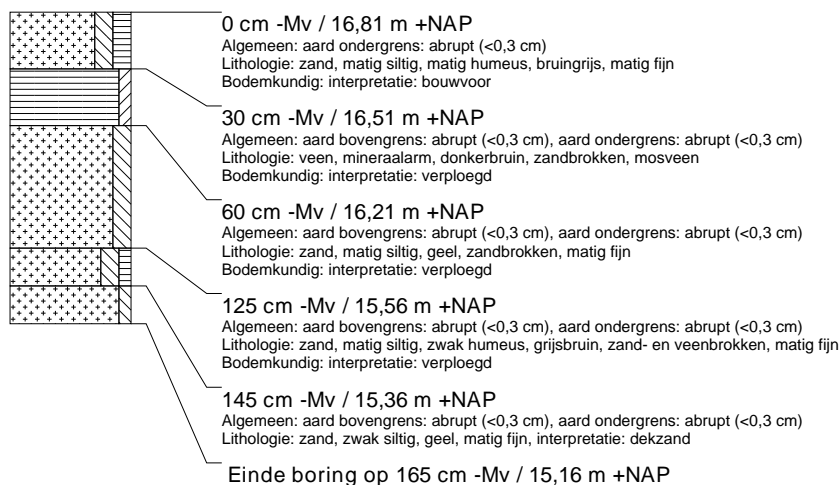 0 cm -Mv / 16,81 m +NAP
Algemeen: aard ondergrens: abrupt (<0,3 cm)
Lithologie: zand, matig siltig, matig humeus, bruingrijs, matig fijn
Bodemkundig: interpretatie: bouwvoor
30 cm -Mv / 16,51 m +NAP
Algemeen: aard bovengrens: abrupt (<0,3 cm), aard ondergrens: abrupt (<0,3 cm)
Lithologie: veen, mineraalarm, donkerbruin, zandbrokken, mosveen
Bodemkundig: interpretatie: verploegd
60 cm -Mv / 16,21 m +NAP
Algemeen: aard bovengrens: abrupt (<0,3 cm), aard ondergrens: abrupt (<0,3 cm)
Lithologie: zand, matig siltig, geel, zandbrokken, matig fijn
Bodemkundig: interpretatie: verploegd
125 cm -Mv / 15,56 m +NAP
Algemeen: aard bovengrens: abrupt (<0,3 cm), aard ondergrens: abrupt (<0,3 cm)
Lithologie: zand, matig siltig, zwak humeus, grijsbruin, zand- en veenbrokken, matig fijn
Bodemkundig: interpretatie: verploegd
145 cm -Mv / 15,36 m +NAP
Algemeen: aard bovengrens: abrupt (<0,3 cm), aard ondergrens: abrupt (<0,3 cm)
Lithologie: zand, zwak siltig, geel, matig fijn, interpretatie: dekzand
Einde boring op 165 cm -Mv / 15,16 m +NAP